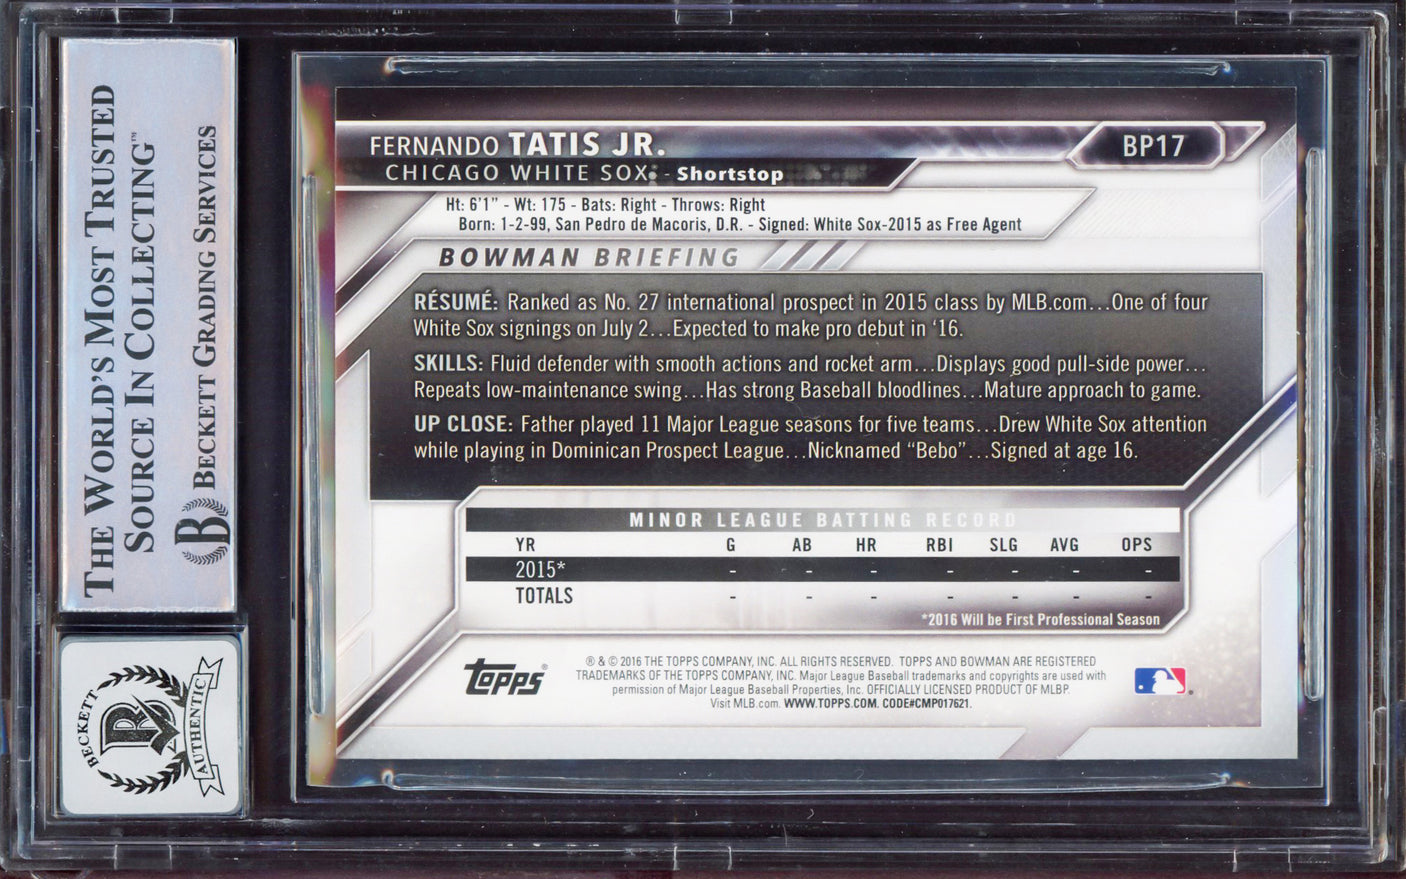 THE WORLD'S MOST TRUSTED
SOURCE IN COLLECTING™
BECKETT GRADING SERVICES
B
BECKETT
AUTHENTIC
FERNANDO TATIS JR.
BP17
CHICAGO WHITE SOX® - Shortstop
Ht: 6'1" - Wt: 175 - Bats: Right - Throws: Right
Born: 1-2-99, San Pedro de Macoris, D.R. - Signed: White Sox-2015 as Free Agent
BOWMAN BRIEFING
RÉSUMÉ: Ranked as No. 27 international prospect in 2015 class by MLB.com...One of four
White Sox signings on July 2...Expected to make pro debut in '16.
SKILLS: Fluid defender with smooth actions and rocket arm...Displays good pull-side power...
Repeats low-maintenance swing...Has strong Baseball bloodlines...Mature approach to game.
UP CLOSE: Father played 11 Major League seasons for five teams...Drew White Sox attention
while playing in Dominican Prospect League...Nicknamed "Bebo"...Signed at age 16.
MINOR LEAGUE BATTING RECORD
YR G AB HR RBI SLG AVG OPS
2015* - - - - - - -
TOTALS - - - - - - -
*2016 Will be First Professional Season
Topps®
® & © 2016 THE TOPPS COMPANY, INC. ALL RIGHTS RESERVED. TOPPS AND BOWMAN ARE REGISTERED
TRADEMARKS OF THE TOPPS COMPANY, INC. Major League Baseball trademarks and copyrights are used with
permission of Major League Baseball Properties, Inc. OFFICIALLY LICENSED PRODUCT OF MLBP.
Visit MLB.com. WWW.TOPPS.COM. CODE#CMP017621.